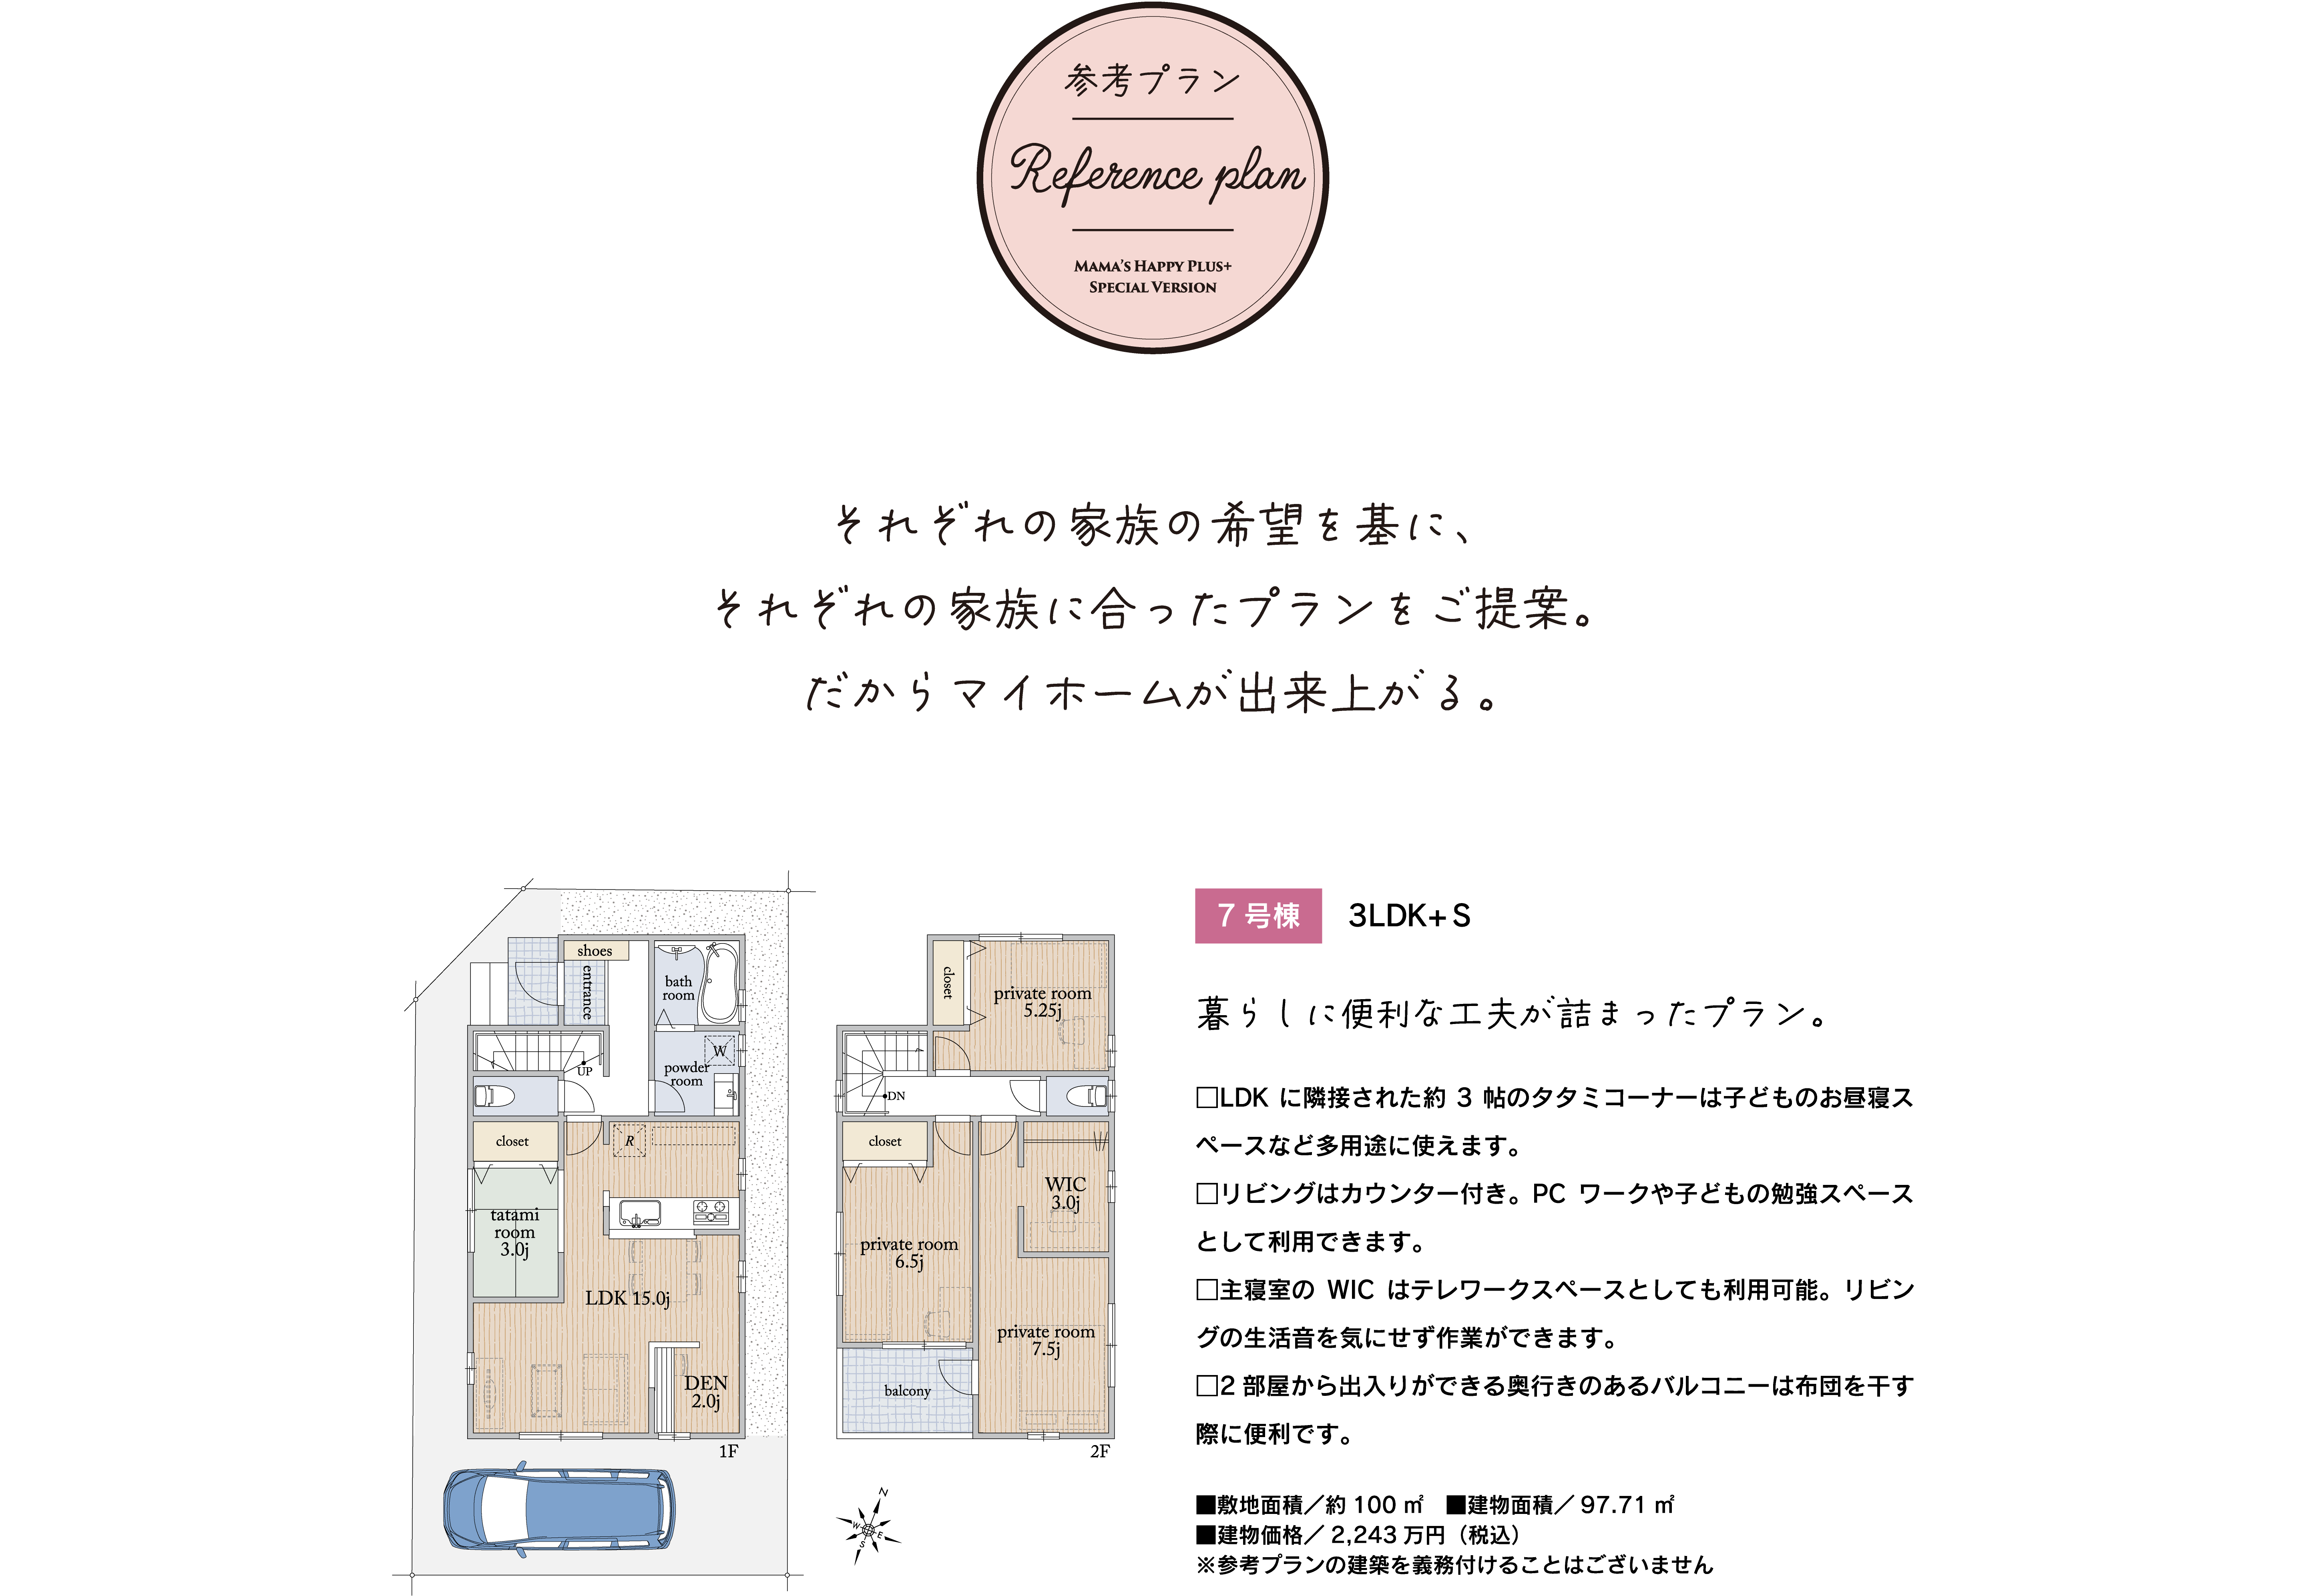 参考プラン
Reference plan
MAMA'S HAPPY PLUS+
SPECIAL VERSION
それぞれの家族の希望を基に、
それぞれの家族に合ったプランをご提案。
だからマイホームが出来上がる。
shoes
entrance
bath
room
UP
powder
room
W
closet
R
tatami
room
3.0j
LDK 15.0j
DEN
2.0j
1F
closet
private room
5.25j
DN
closet
WIC
3.0j
private room
6.5j
private room
7.5j
balcony
2F
N
W
E
S
7 号棟 3LDK+S
暮らしに便利な工夫が詰まったプラン。
□LDK に隣接された約 3 帖のタタミコーナーは子どものお昼寝ス
ペースなど多用途に使えます。
□リビングはカウンター付き。PC ワークや子どもの勉強スペース
として利用できます。
□主寝室の WIC はテレワークスペースとしても利用可能。リビン
グの生活音を気にせず作業ができます。
□2 部屋から出入りができる奥行きのあるバルコニーは布団を干す
際に便利です。
■敷地面積／約 100 ㎡ ■建物面積／ 97.71 ㎡
■建物価格／ 2,243 万円（税込）
※参考プランの建築を義務付けることはございません